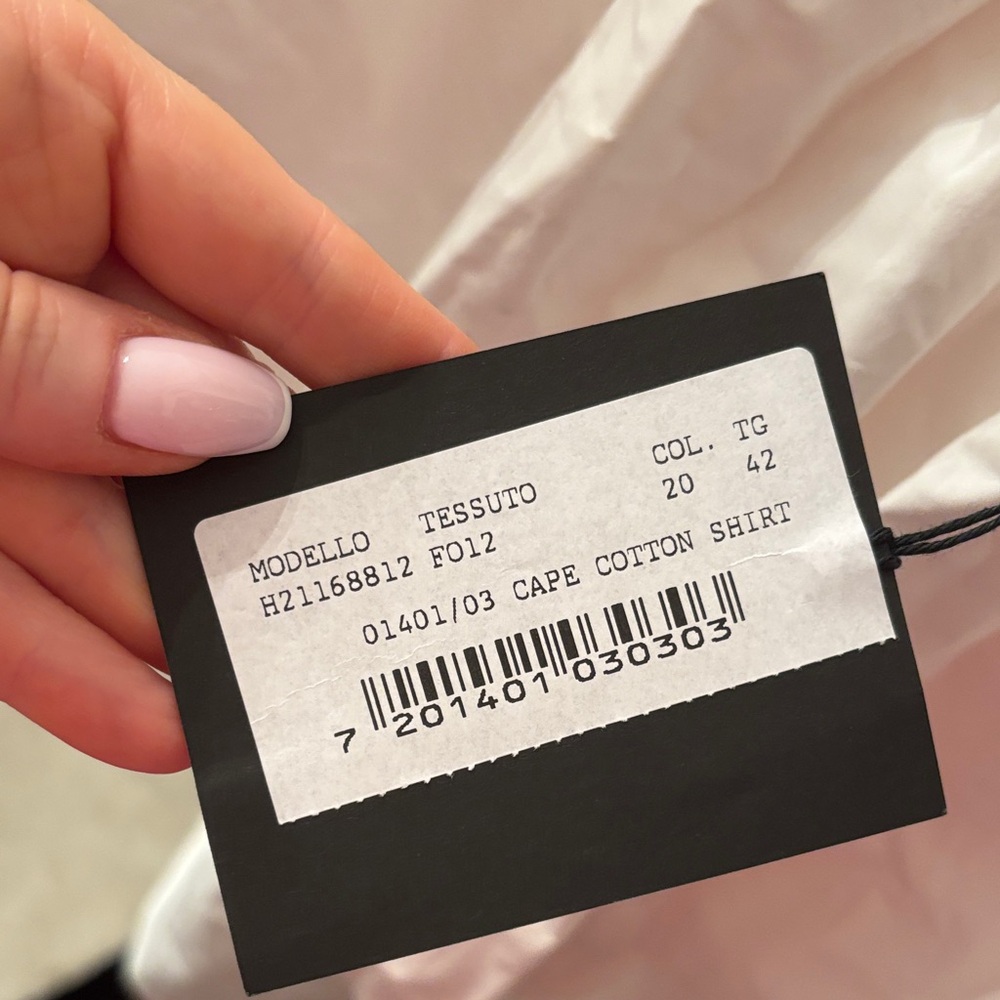 MODELLO TESSUTO COL. TG
H21168812 FO12 20 42
01401/03 CAPE COTTON SHIRT
7 201401 030303